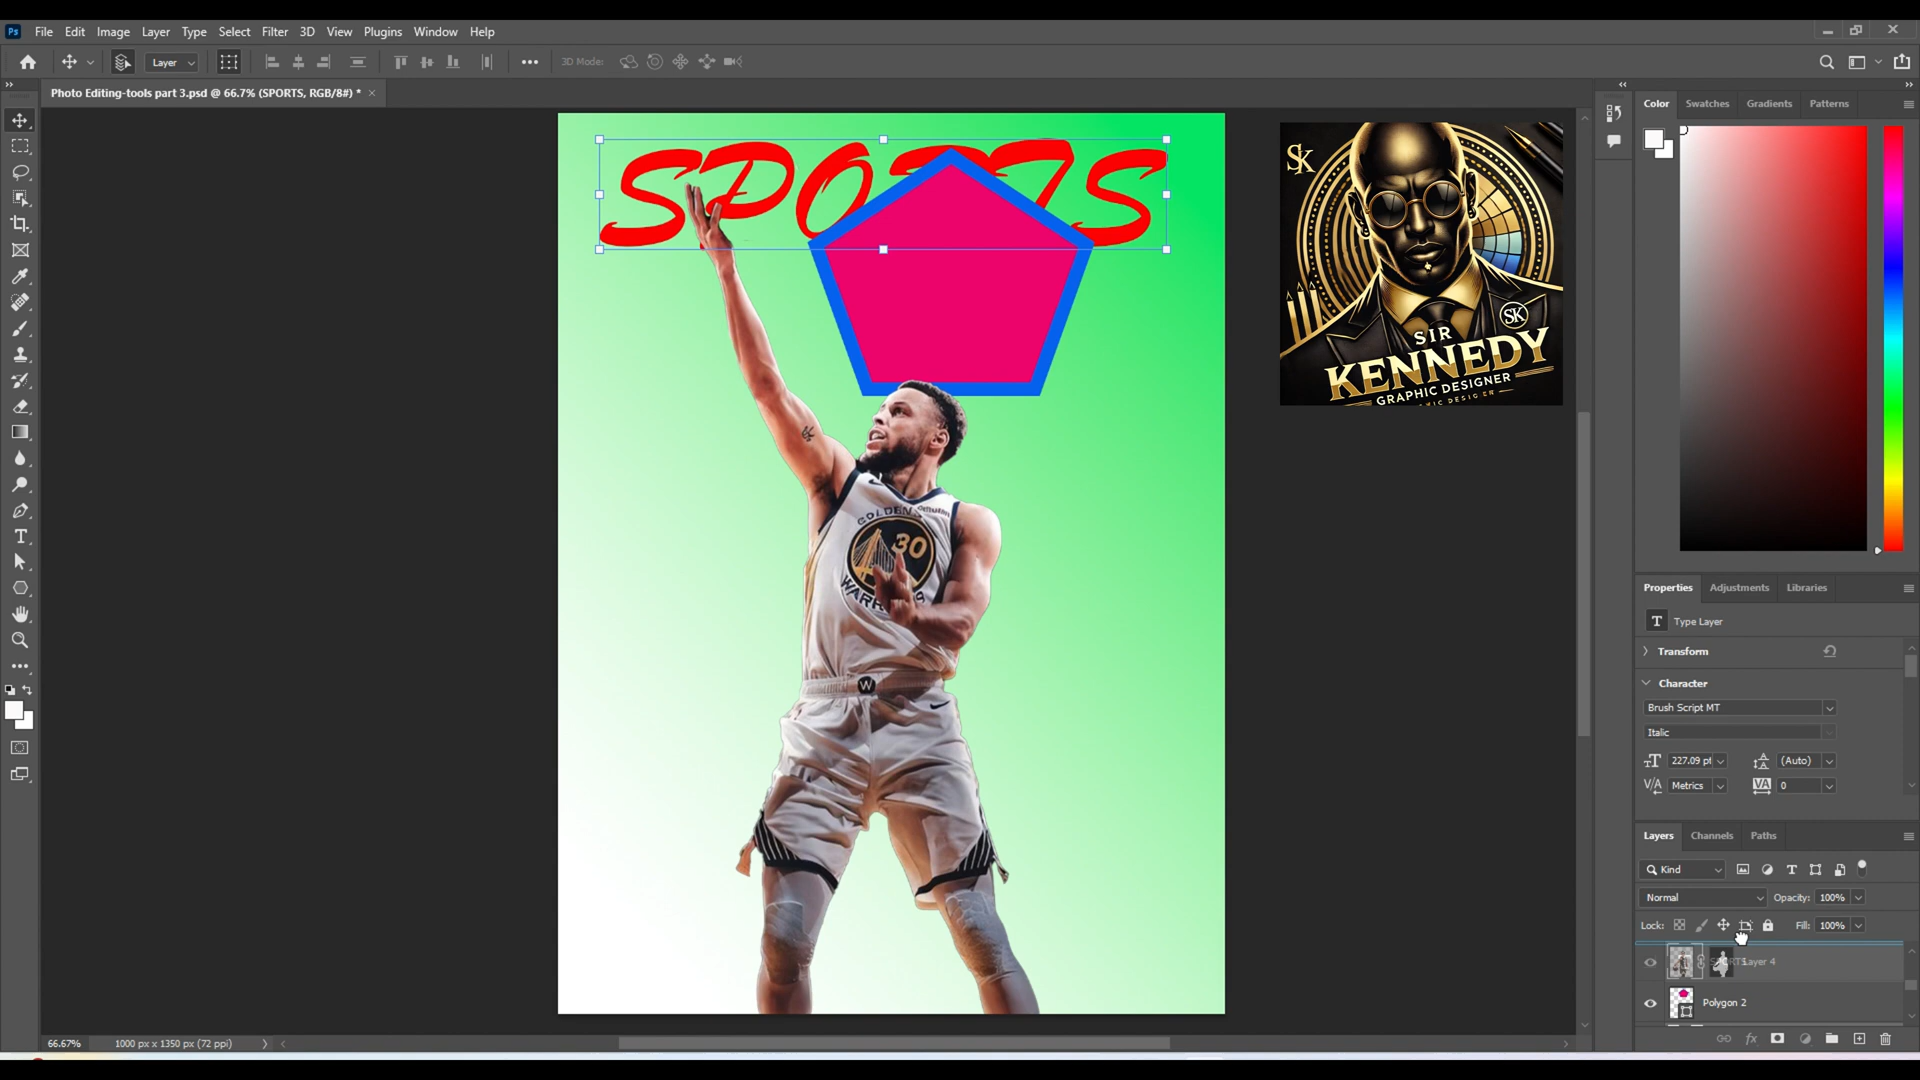 Ps File Edit Image Layer Type Select Filter 3D View Plugins Window Help
Layer 3D Mode:
Photo Editing-tools part 3.psd @ 66.7% (SPORTS, RGB/8#) * ×
SPORTS
GOLDEN
30
WARR
W
SK
SK
SIR
KENNEDY
GRAPHIC DESIGNER
Color Swatches Gradients Patterns
Properties Adjustments Libraries
T Type Layer
Transform
Character
Brush Script MT
Italic
227.09 pt (Auto)
Metrics 0
Layers Channels Paths
Kind
Normal Opacity: 100%
Lock: Fill: 100%
Layer 4
Polygon 2
66.67% 1000 px x 1350 px (72 ppi)